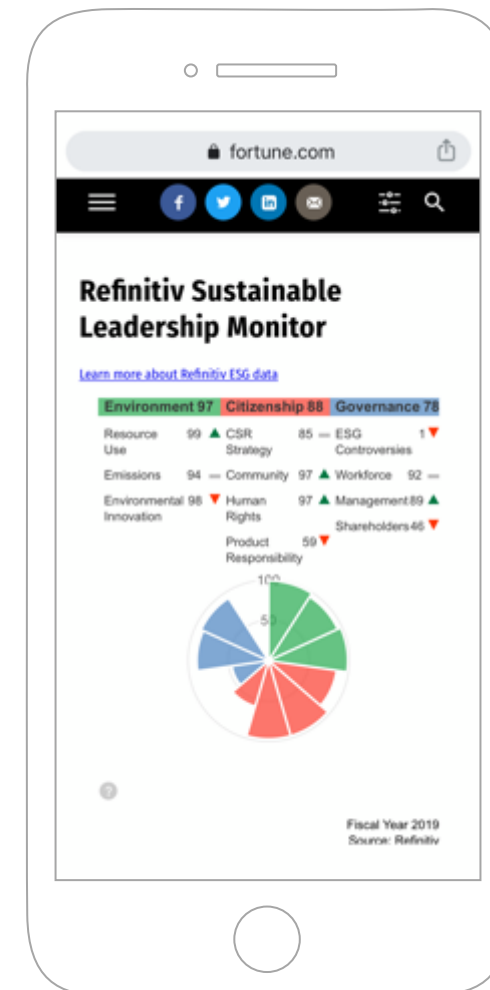 fortune.com
Refinitiv Sustainable
Leadership Monitor
Learn more about Refinitiv ESG data
Environment 97 Citizenship 88 Governance 78
Resource Use 99 ▲
CSR Strategy 85 —
ESG Controversies 1 ▼
Emissions 94 —
Community 97 ▲
Workforce 92 —
Environmental Innovation 98 ▼
Human Rights 97 ▲
Management 89 ▲
Shareholders 46 ▼
Product Responsibility 59 ▼
100
50
?
Fiscal Year 2019
Source: Refinitiv